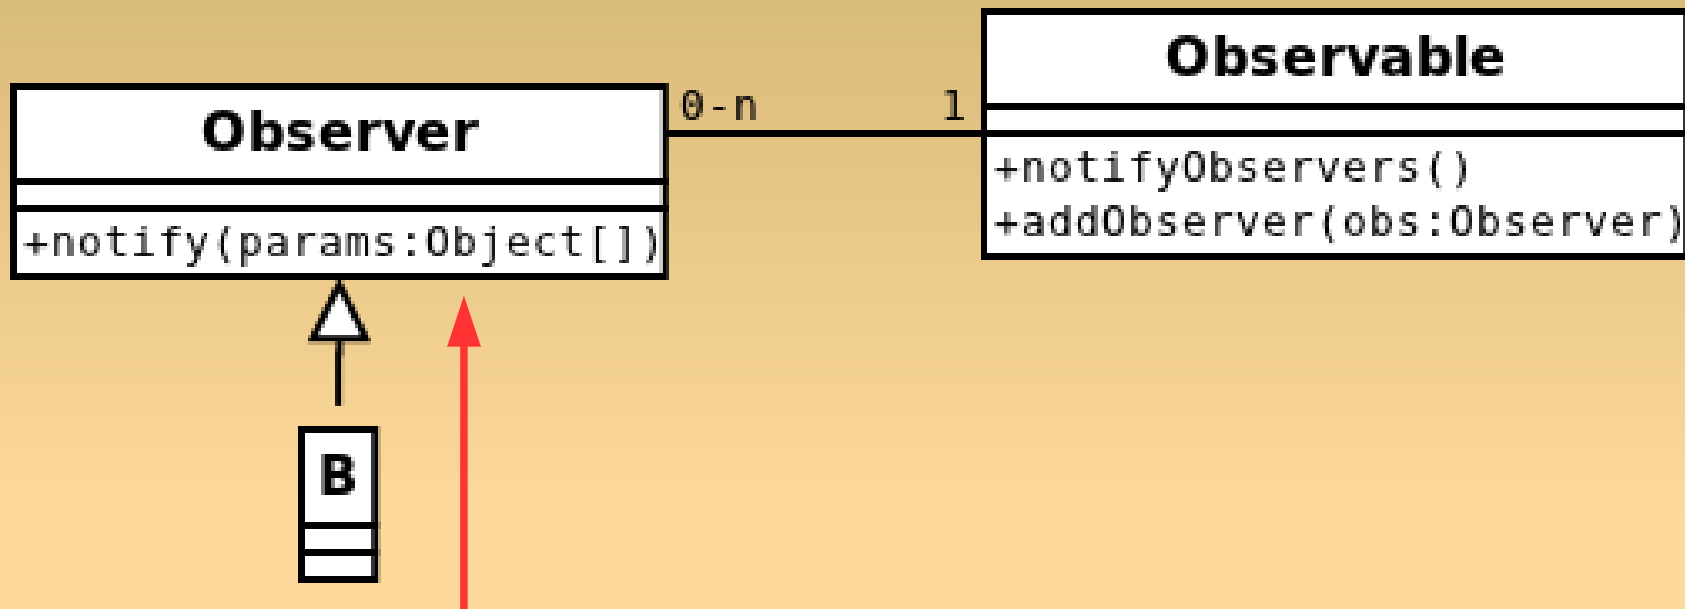 Observable
Observer
0-n
1
+notifyObservers()
+addObserver(obs:Observer)
+notify(params:Object[])
B